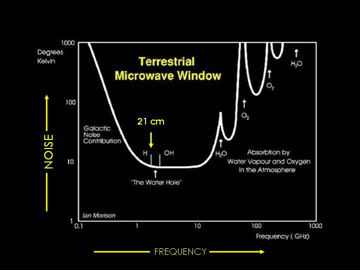 Degrees
Kelvin
1000
100
10
1
NOISE
Terrestrial
Microwave Window
21 cm
Galactic
Noise
Contribution
H
OH
"The Water Hole"
H₂O
O₂
O₂
H₂O
Absorbtion by
Water Vapour and Oxygen
in the Atmosphere
Ian Morison
0.1
1
10
100
1000
Frequency ( GHz)
FREQUENCY